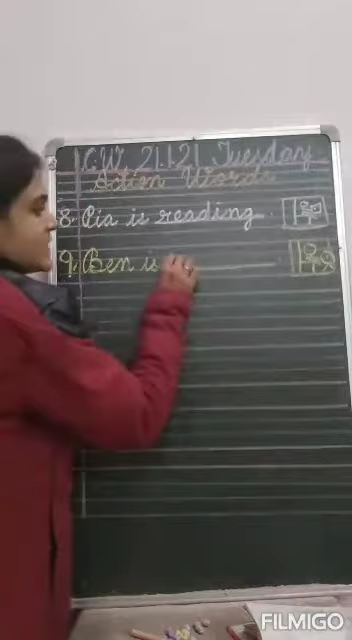 C.W. 21.1.21 Tuesday
Action Words
8. Pia is reading.
9. Ben is
FILMIGO